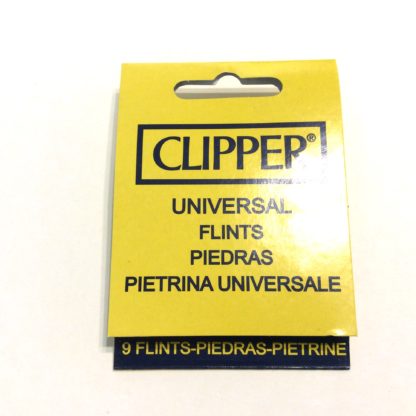 CLIPPER®
UNIVERSAL
FLINTS
PIEDRAS
PIETRINA UNIVERSALE
9 FLINTS-PIEDRAS-PIETRINE